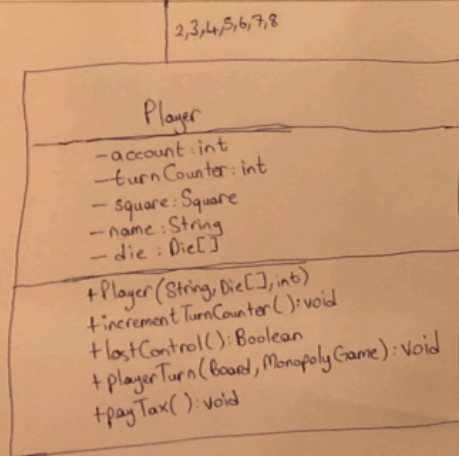 2,3,4,5,6,7,8
Player
-account:int
-turnCounter:int
-square:Square
-name:String
-die:Die[]
+Player(String,Die[],int)
+incrementTurnCounter():void
+lostControl():Boolean
+playerTurn(Board,MonopolyGame):void
+payTax():void